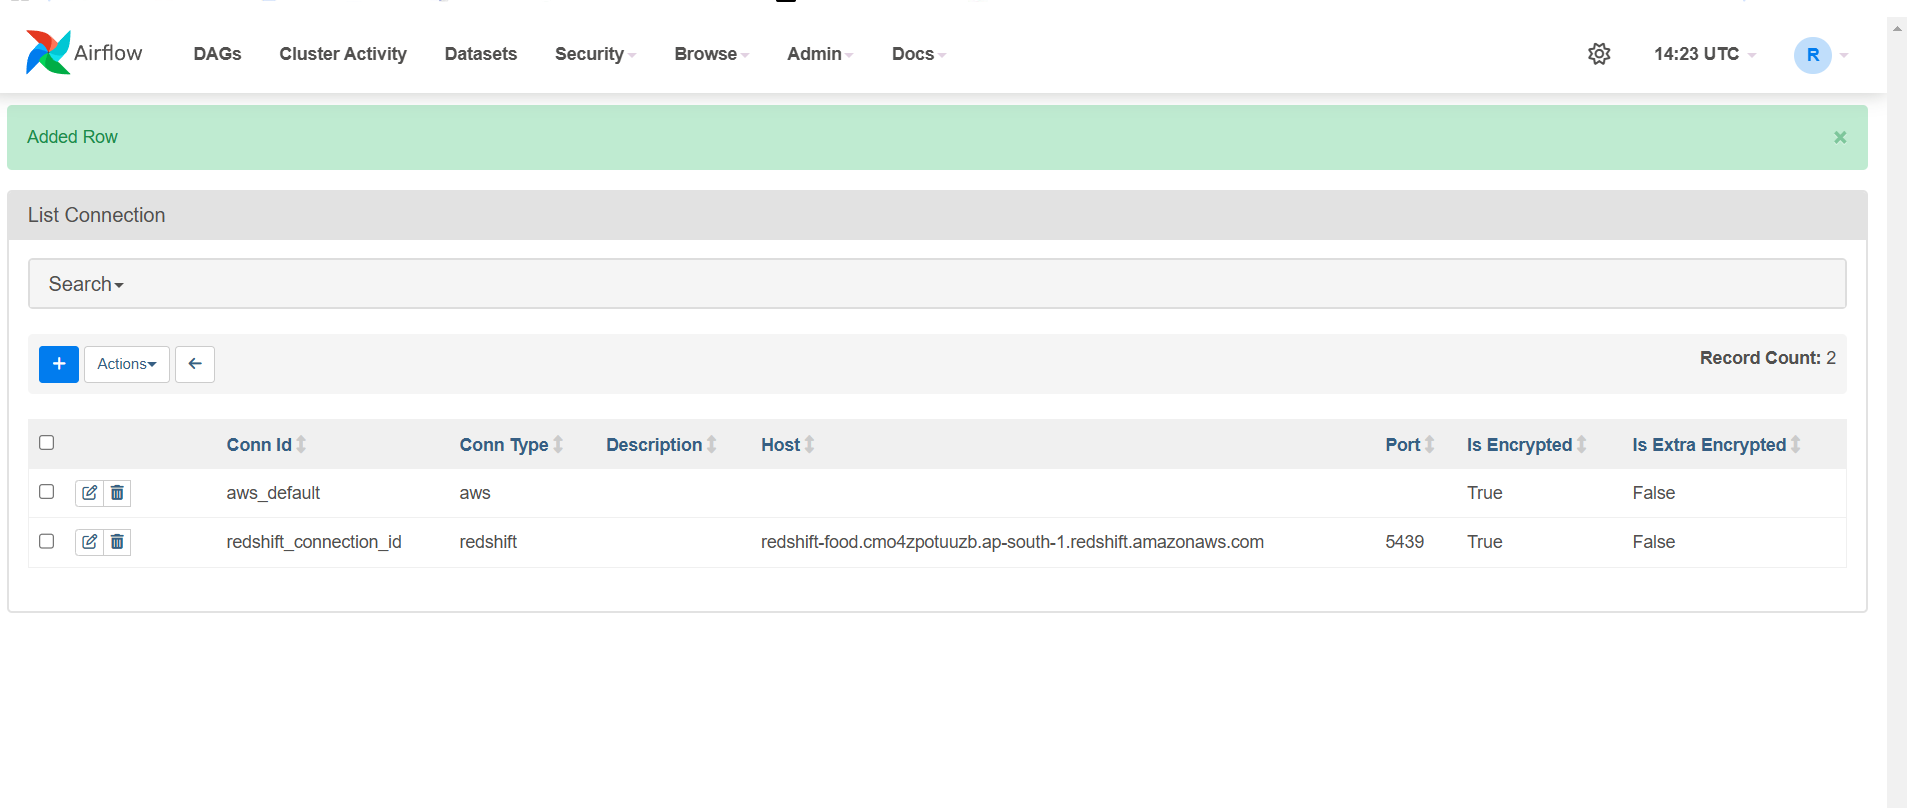 Airflow DAGs Cluster Activity Datasets Security Browse Admin Docs 14:23 UTC R
Added Row ×
List Connection
Search
+ Actions ← Record Count: 2
Conn Id Conn Type Description Host Port Is Encrypted Is Extra Encrypted
aws_default aws True False
redshift_connection_id redshift redshift-food.cmo4zpotuuzb.ap-south-1.redshift.amazonaws.com 5439 True False